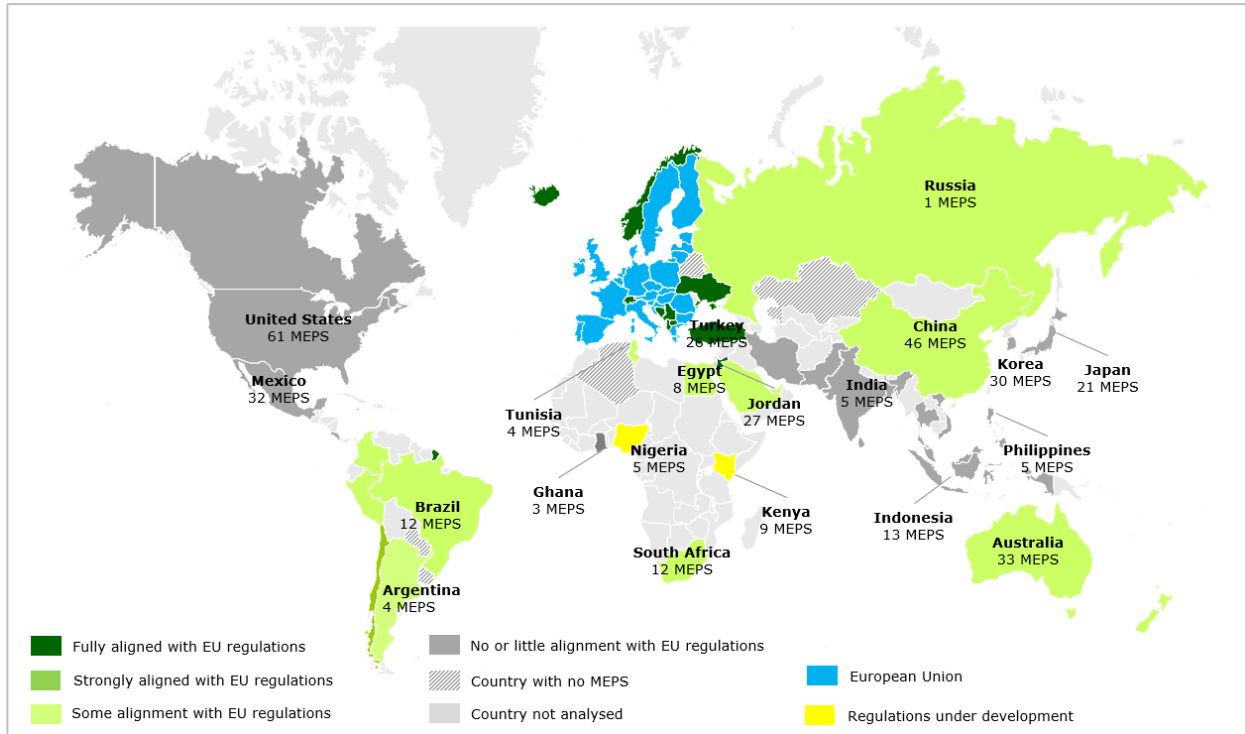 Russia
1 MEPS
United States
61 MEPS
Turkey
26 MEPS
China
46 MEPS
Korea
30 MEPS
Japan
21 MEPS
Mexico
32 MEPS
Egypt
8 MEPS
India
5 MEPS
Tunisia
4 MEPS
Jordan
27 MEPS
Nigeria
5 MEPS
Philippines
5 MEPS
Ghana
3 MEPS
Kenya
9 MEPS
Indonesia
13 MEPS
Brazil
12 MEPS
South Africa
12 MEPS
Australia
33 MEPS
Argentina
4 MEPS
Fully aligned with EU regulations
Strongly aligned with EU regulations
Some alignment with EU regulations
No or little alignment with EU regulations
Country with no MEPS
Country not analysed
European Union
Regulations under development